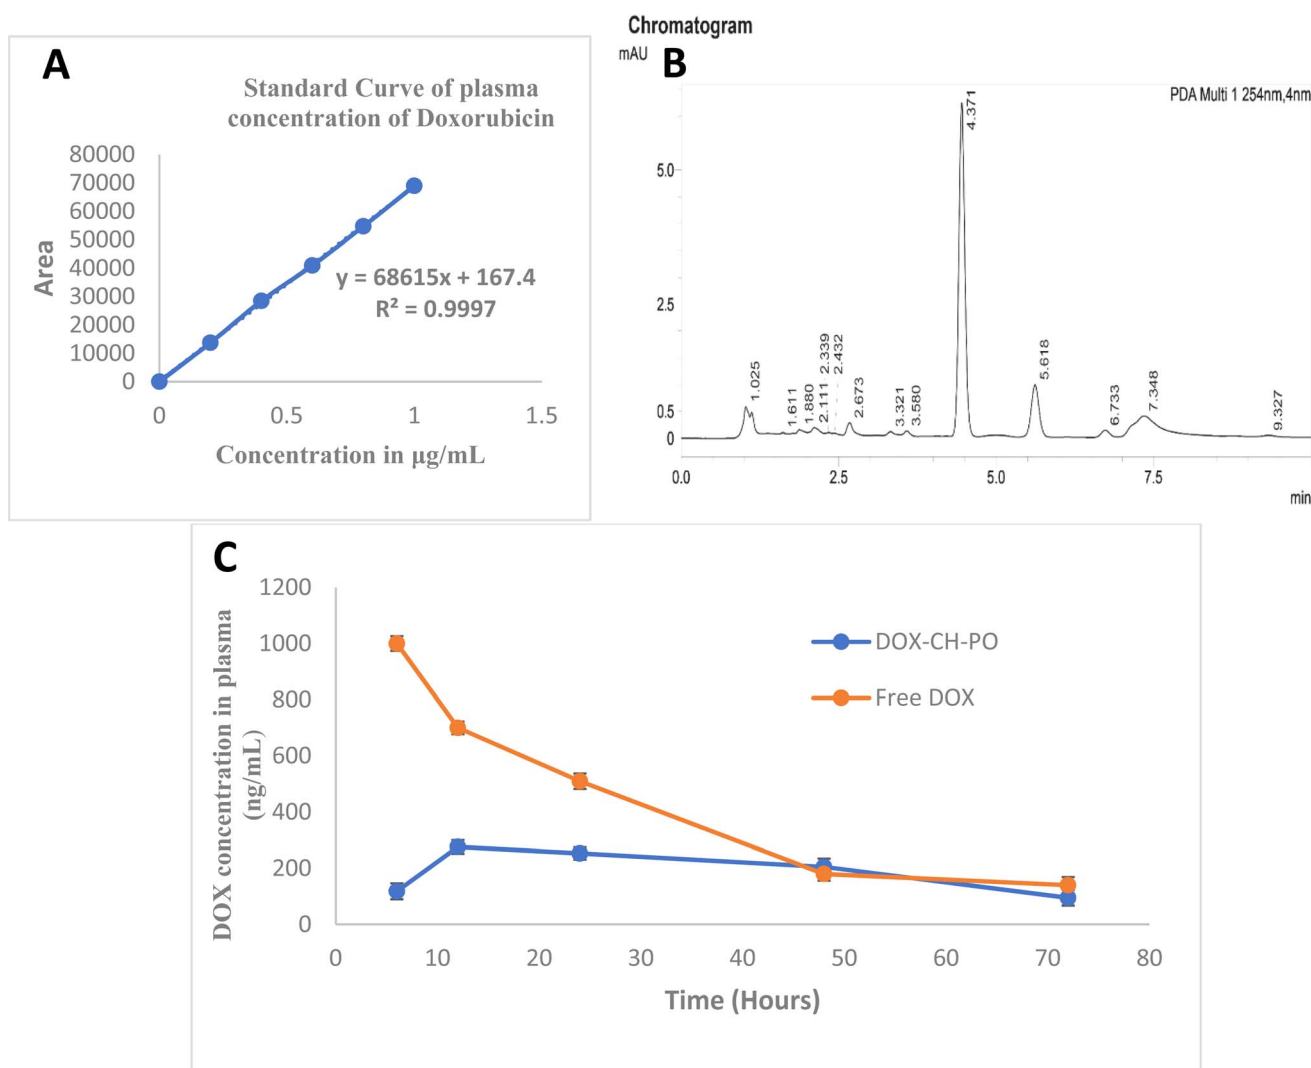 A
Standard Curve of plasma
concentration of Doxorubicin
80000
70000
60000
50000
40000
30000
20000
10000
0
Area
y = 68615x + 167.4
R² = 0.9997
0 0.5 1 1.5
Concentration in μg/mL
Chromatogram
mAU
B
PDA Multi 1 254nm,4nm
5.0
2.5
0.5
0
1.025
1.611
1.880
2.111
2.339
2.432
2.673
3.321
3.580
4.371
5.618
6.733
7.348
9.327
0.0 2.5 5.0 7.5
min
C
1200
1000
800
600
400
200
0
DOX concentration in plasma
(ng/mL)
DOX-CH-PO
Free DOX
0 10 20 30 40 50 60 70 80
Time (Hours)